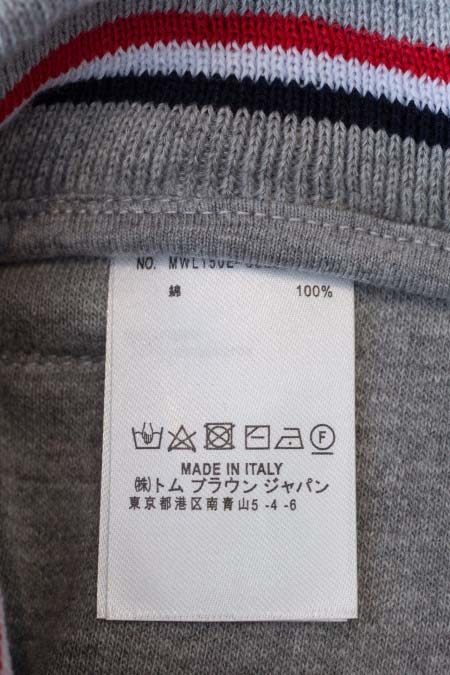 NO.
綿 100%
F
MADE IN ITALY
㈱トム ブラウン ジャパン
東京都港区南青山5 -4 -6